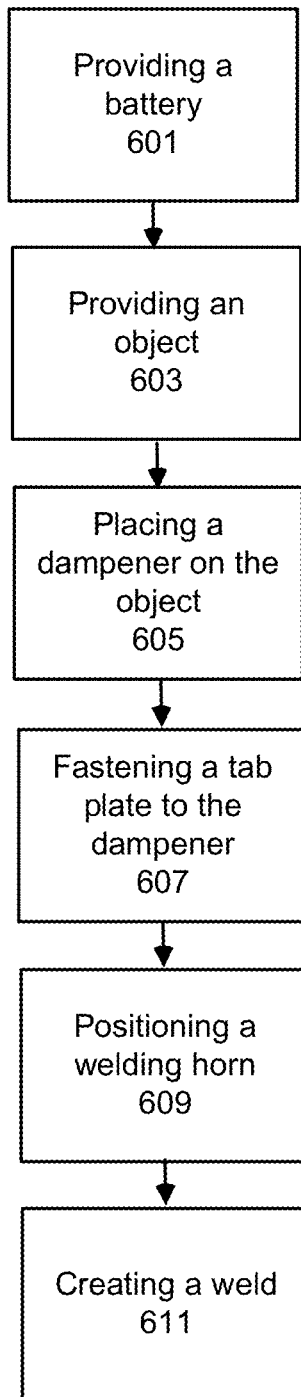 Providing a
battery
601
Providing an
object
603
Placing a
dampener on the
object
605
Fastening a tab
plate to the
dampener
607
Positioning a
welding horn
609
Creating a weld
611